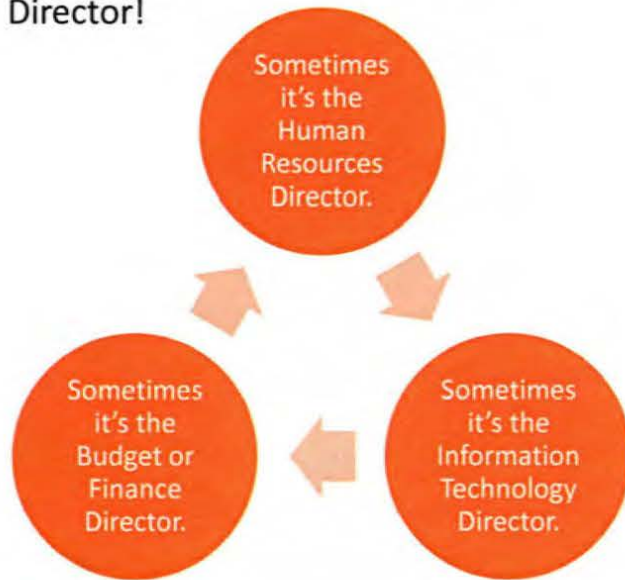 Director!
Sometimes
it's the
Human
Resources
Director.
Sometimes
it's the
Information
Technology
Director.
Sometimes
it's the
Budget or
Finance
Director.